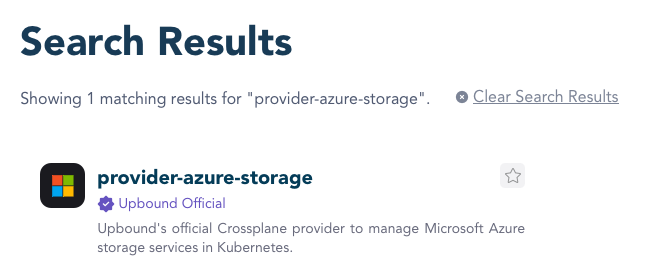 Search Results
Showing 1 matching results for "provider-azure-storage".
Clear Search Results
provider-azure-storage
Upbound Official
Upbound's official Crossplane provider to manage Microsoft Azure
storage services in Kubernetes.